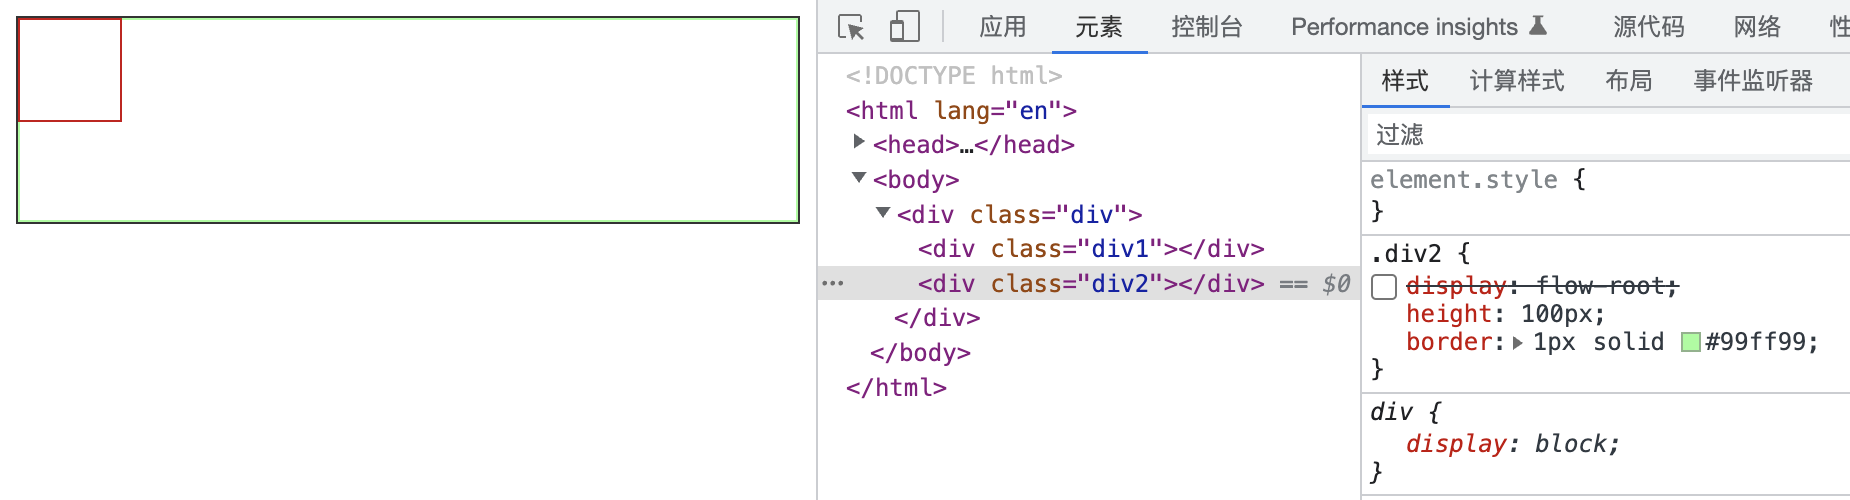 应用 元素 控制台 Performance insights 源代码 网络 性
<!DOCTYPE html>
<html lang="en">
<head>…</head>
<body>
<div class="div">
<div class="div1"></div>
<div class="div2"></div> == $0
</div>
</body>
</html>
样式 计算样式 布局 事件监听器
过滤
element.style {
}
.div2 {
display: flow-root;
height: 100px;
border: 1px solid #99ff99;
}
div {
display: block;
}